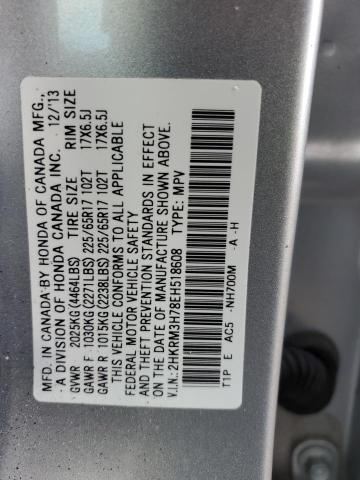 MFD. IN CANADA BY HONDA OF CANADA MFG.,
A DIVISION OF HONDA CANADA INC. 12/13
GVWR 2025KG (4464LBS) TIRE SIZE RIM SIZE
GAWR F 1030KG (2271LBS) 225/65R17 102T 17X6.5J
GAWR R 1015KG (2238LBS) 225/65R17 102T 17X6.5J
THIS VEHICLE CONFORMS TO ALL APPLICABLE
FEDERAL MOTOR VEHICLE SAFETY
AND THEFT PREVENTION STANDARDS IN EFFECT
ON THE DATE OF MANUFACTURE SHOWN ABOVE.
V.I.N.: 2HKRM3H78EH518608 TYPE: MPV
T1P E AC5 -NH700M -A -H